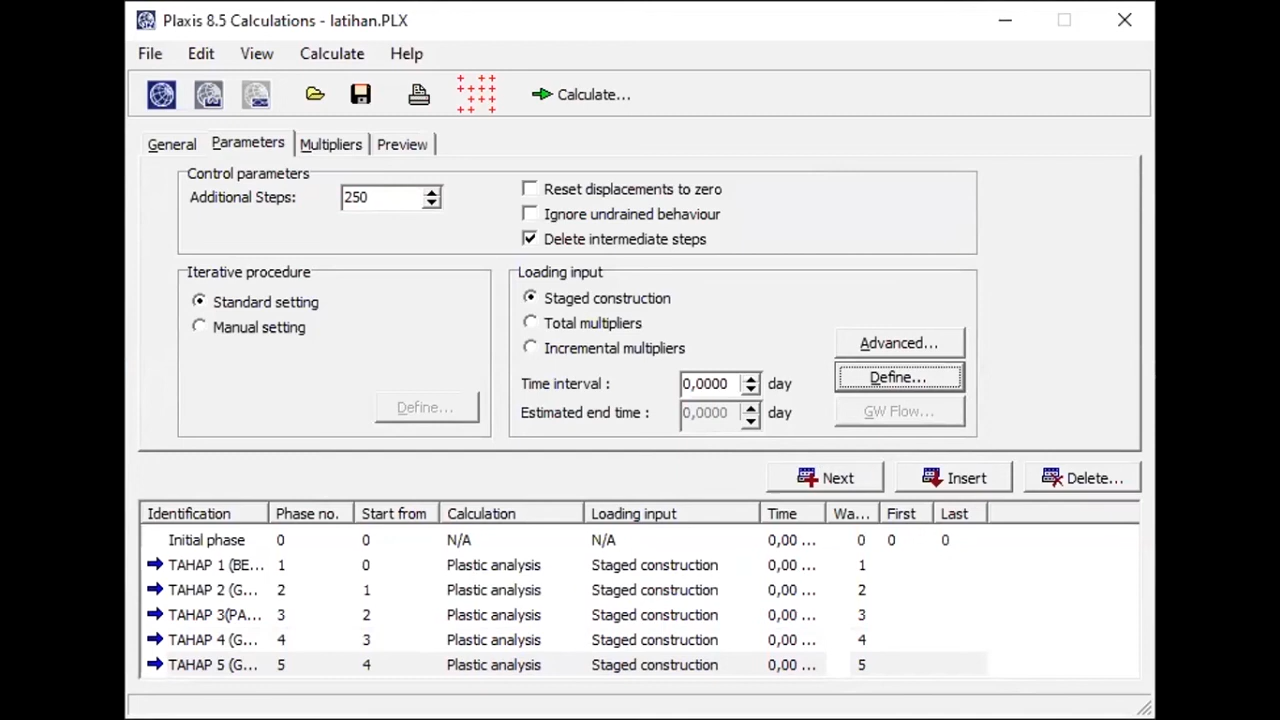 Plaxis 8.5 Calculations - latihan.PLX
File Edit View Calculate Help
Calculate...
General Parameters Multipliers Preview
Control parameters
Additional Steps: 250
Reset displacements to zero
Ignore undrained behaviour
Delete intermediate steps
Iterative procedure
Standard setting
Manual setting
Define...
Loading input
Staged construction
Total multipliers
Incremental multipliers
Advanced...
Time interval : 0,0000 day Define...
Estimated end time : 0,0000 day GW Flow...
Next Insert Delete...
Identification Phase no. Start from Calculation Loading input Time Wa... First Last
Initial phase 0 0 N/A N/A 0,00 ... 0 0 0
TAHAP 1 (BE... 1 0 Plastic analysis Staged construction 0,00 ... 1
TAHAP 2 (G... 2 1 Plastic analysis Staged construction 0,00 ... 2
TAHAP 3(PA... 3 2 Plastic analysis Staged construction 0,00 ... 3
TAHAP 4 (G... 4 3 Plastic analysis Staged construction 0,00 ... 4
TAHAP 5 (G... 5 4 Plastic analysis Staged construction 0,00 ... 5